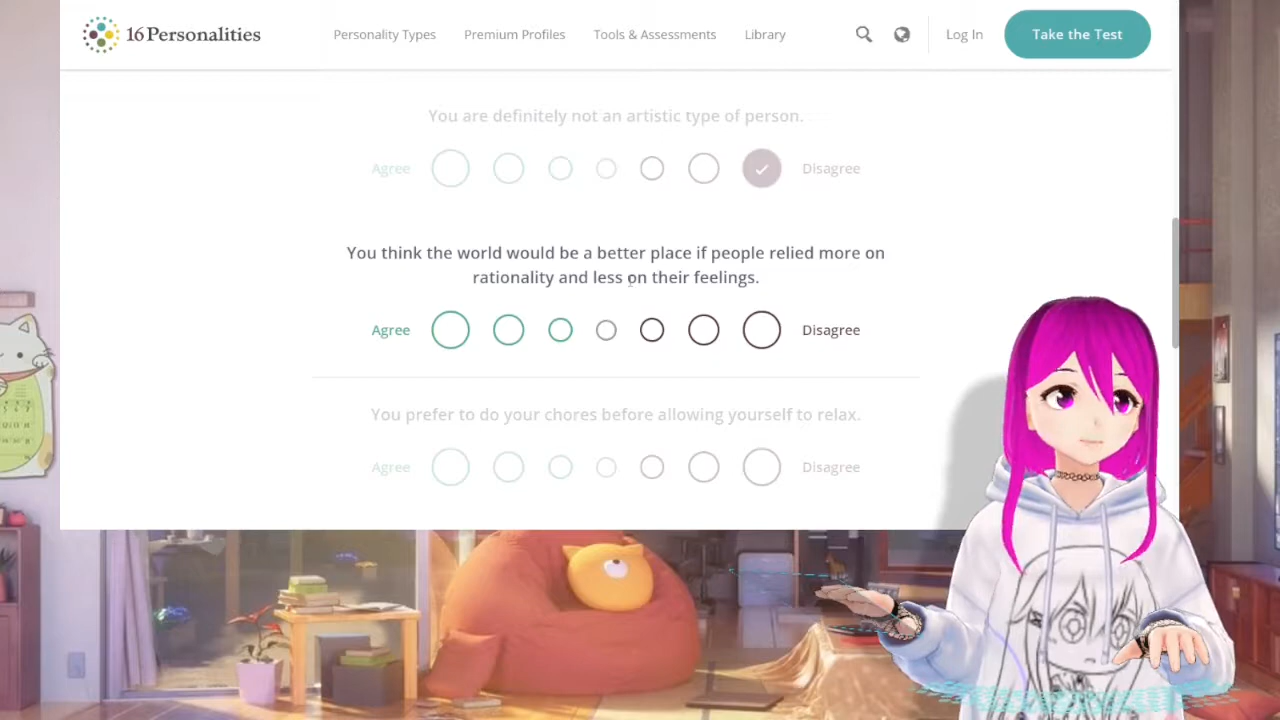 16Personalities
Personality Types Premium Profiles Tools & Assessments Library Log In Take the Test
You are definitely not an artistic type of person.
Agree Disagree
You think the world would be a better place if people relied more on
rationality and less on their feelings.
Agree Disagree
You prefer to do your chores before allowing yourself to relax.
Agree Disagree